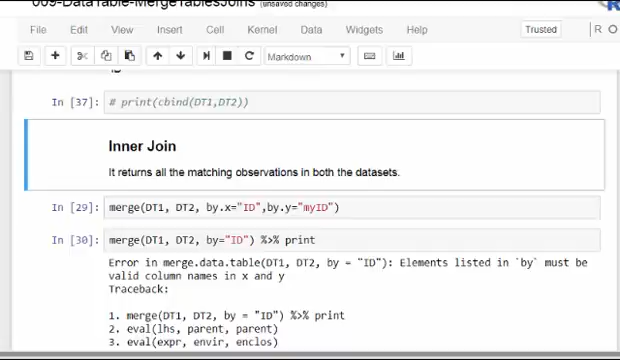 009-DataTable-MergeTablesJoins (unsaved changes)
File Edit View Insert Cell Kernel Data Widgets Help Trusted R O
Markdown
ID
In [37]: # print(cbind(DT1,DT2))
Inner Join
It returns all the matching observations in both the datasets.
In [29]: merge(DT1, DT2, by.x="ID",by.y="myID")
In [30]: merge(DT1, DT2, by="ID") %>% print
Error in merge.data.table(DT1, DT2, by = "ID"): Elements listed in `by` must be
valid column names in x and y
Traceback:
1. merge(DT1, DT2, by = "ID") %>% print
2. eval(lhs, parent, parent)
3. eval(expr, envir, enclos)